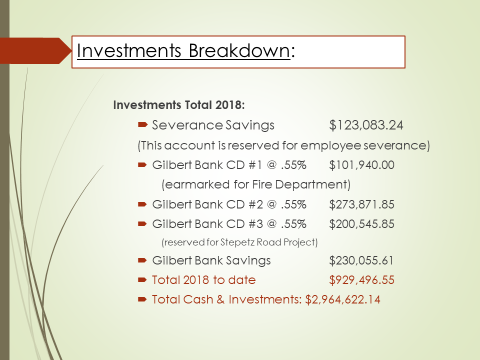 Investments Breakdown:
Investments Total 2018:
Severance Savings $123,083.24
(This account is reserved for employee severance)
Gilbert Bank CD #1 @ .55% $101,940.00
(earmarked for Fire Department)
Gilbert Bank CD #2 @ .55% $273,871.85
Gilbert Bank CD #3 @ .55% $200,545.85
(reserved for Stepetz Road Project)
Gilbert Bank Savings $230,055.61
Total 2018 to date $929,496.55
Total Cash & Investments: $2,964,622.14